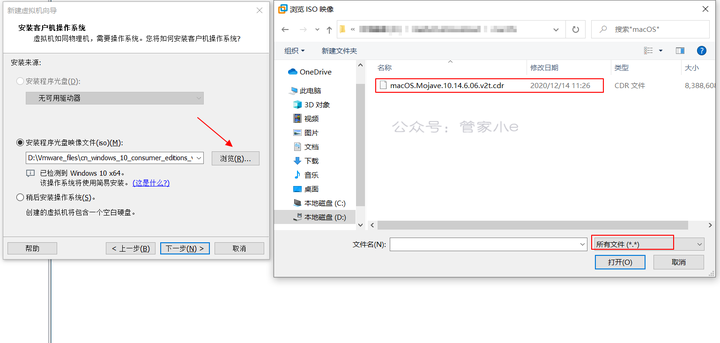 新建虚拟机向导
安装客户机操作系统
虚拟机如同物理机，需要操作系统。您将如何安装客户机操作系统?
安装来源:
安装程序光盘(D):
无可用驱动器
安装程序光盘映像文件(iso)(M):
D:\Vmware_files\cn_windows_10_consumer_editions_v
浏览(R)...
已检测到 Windows 10 x64。
该操作系统将使用简易安装。(这是什么?)
稍后安装操作系统(S)。
创建的虚拟机将包含一个空白硬盘。
帮助
< 上一步(B)
下一步(N) >
取消
浏览 ISO 映像
搜索"macOS"
组织
新建文件夹
OneDrive
此电脑
3D 对象
视频
图片
文档
下载
音乐
桌面
本地磁盘 (C:)
本地磁盘 (D:)
名称
修改日期
类型
大小
macOS.Mojave.10.14.6.06.v2t.cdr
2020/12/14 11:26
CDR 文件
8,388,608
公众号：管家小e
文件名(N):
所有文件 (*.*)
打开(O)
取消